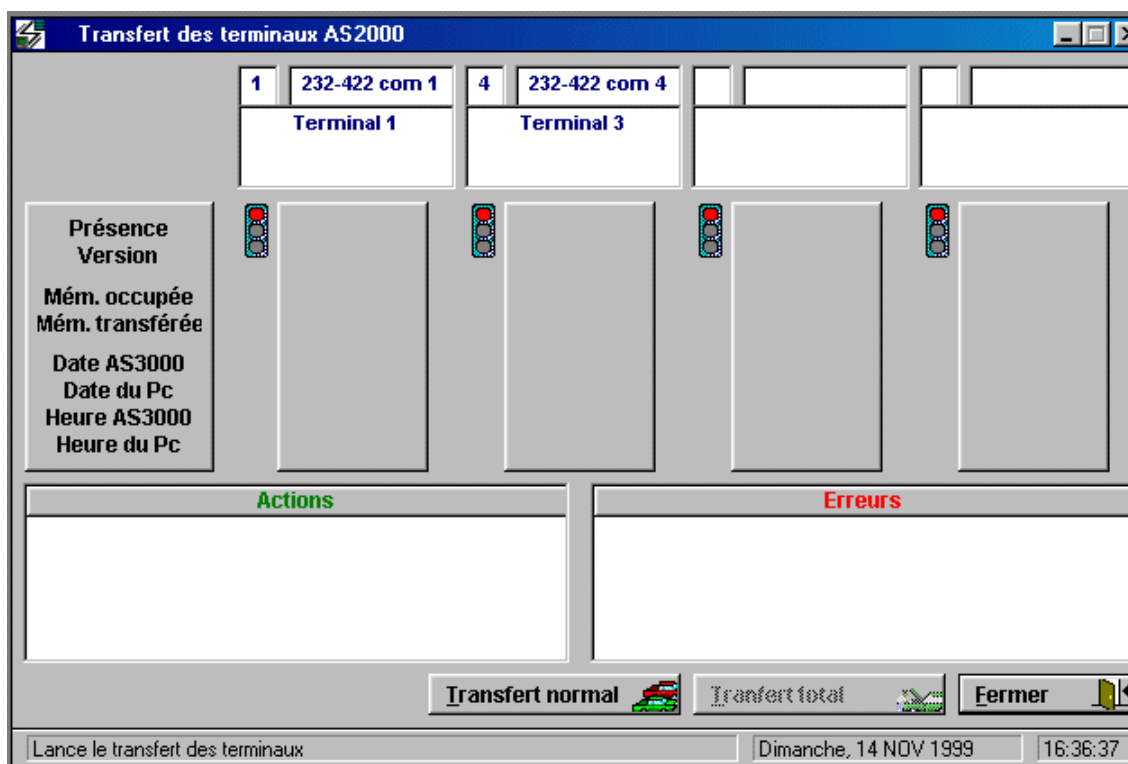 Transfert des terminaux AS2000
1 232-422 com 1 4 232-422 com 4
Terminal 1 Terminal 3
Présence
Version
Mém. occupée
Mém. transférée
Date AS3000
Date du Pc
Heure AS3000
Heure du Pc
Actions Erreurs
Transfert normal Tranfert total Fermer
Lance le transfert des terminaux Dimanche, 14 NOV 1999 16:36:37